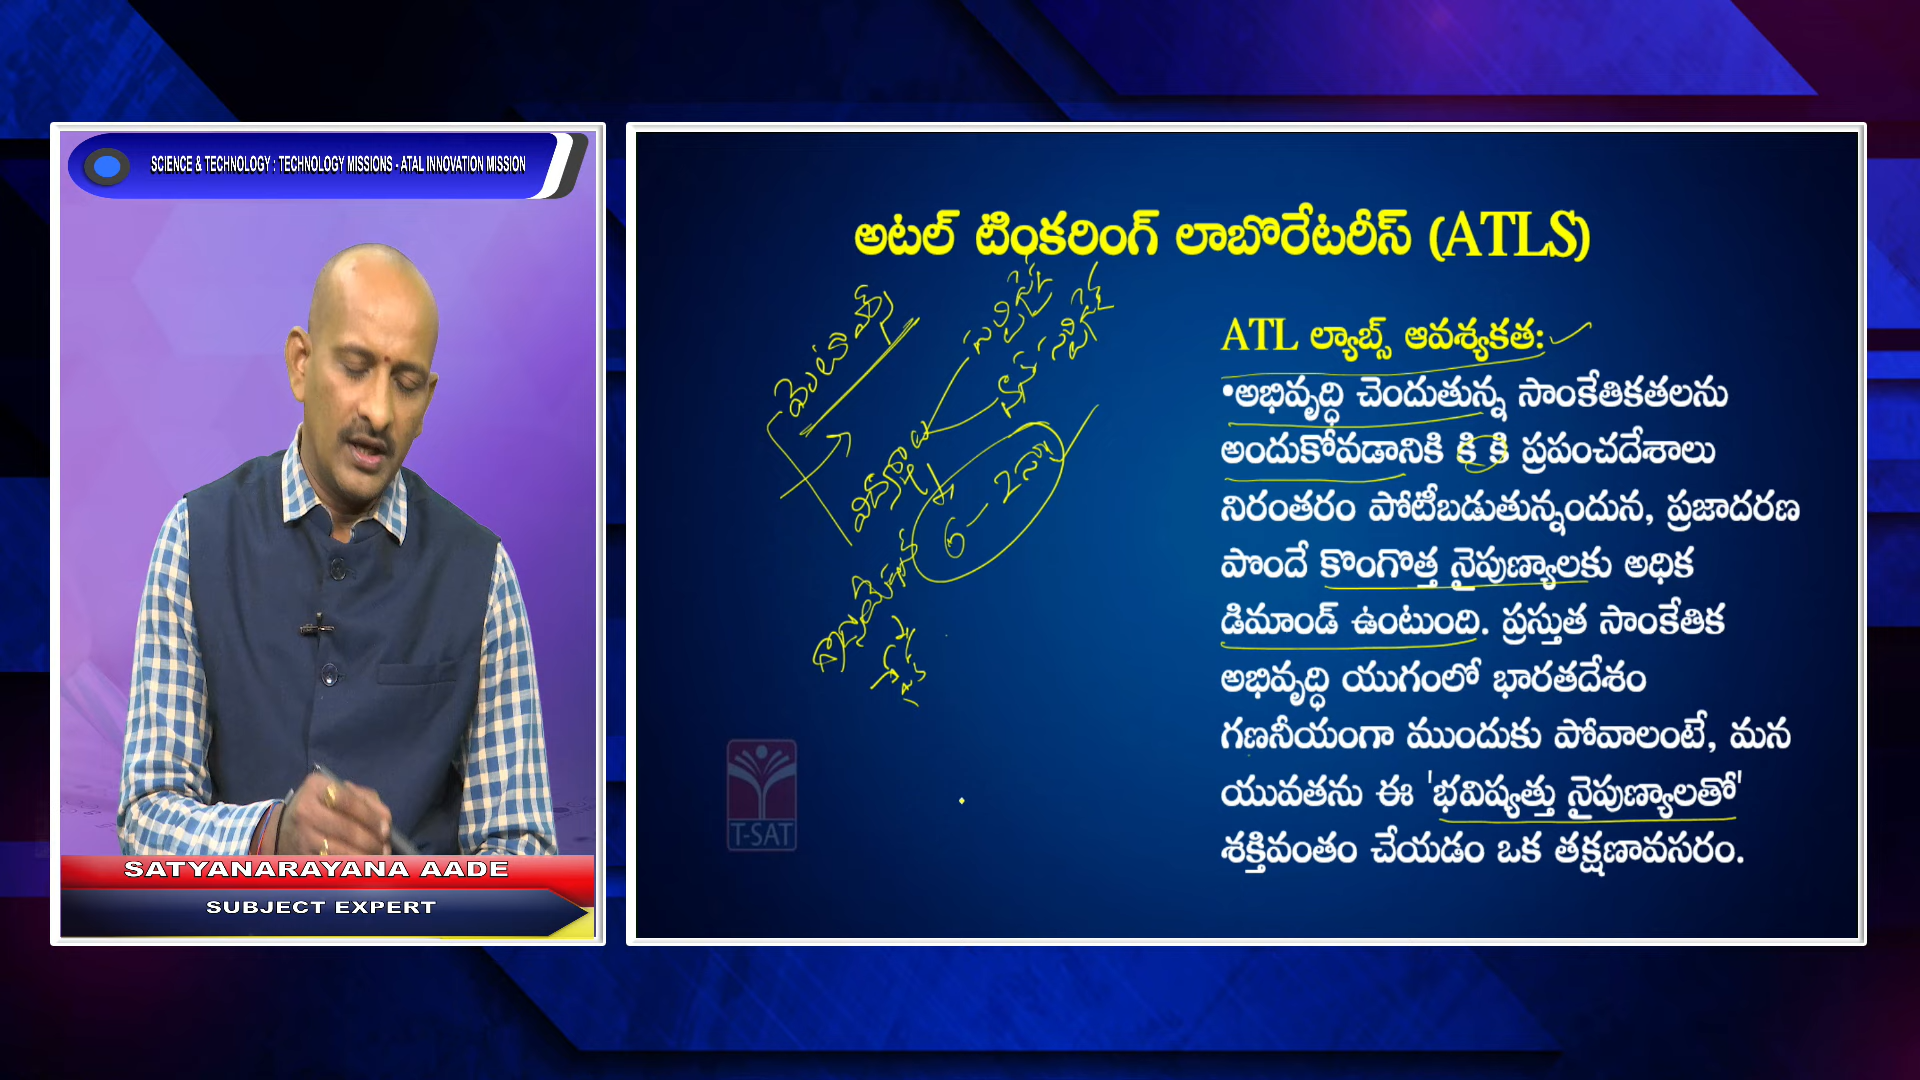 SCIENCE & TECHNOLOGY : TECHNOLOGY MISSIONS - ATAL INNOVATION MISSION
అటల్ టింకరింగ్ లాబొరేటరీస్ (ATLS)
ATL ల్యాబ్స్ ఆవశ్యకత:
•అభివృద్ధి చెందుతున్న సాంకేతికతలను
అందుకోవడానికి కి కి ప్రపంచదేశాలు
నిరంతరం పోటీబడుతున్నందున, ప్రజాదరణ
పొందే కొంగొత్త నైపుణ్యాలకు అధిక
డిమాండ్ ఉంటుంది. ప్రస్తుత సాంకేతిక
అభివృద్ధి యుగంలో భారతదేశం
గణనీయంగా ముందుకు పోవాలంటే, మన
యువతను ఈ 'భవిష్యత్తు నైపుణ్యాలతో'
శక్తివంతం చేయడం ఒక తక్షణావసరం.
6 - 2
T-SAT
SATYANARAYANA AADE
SUBJECT EXPERT